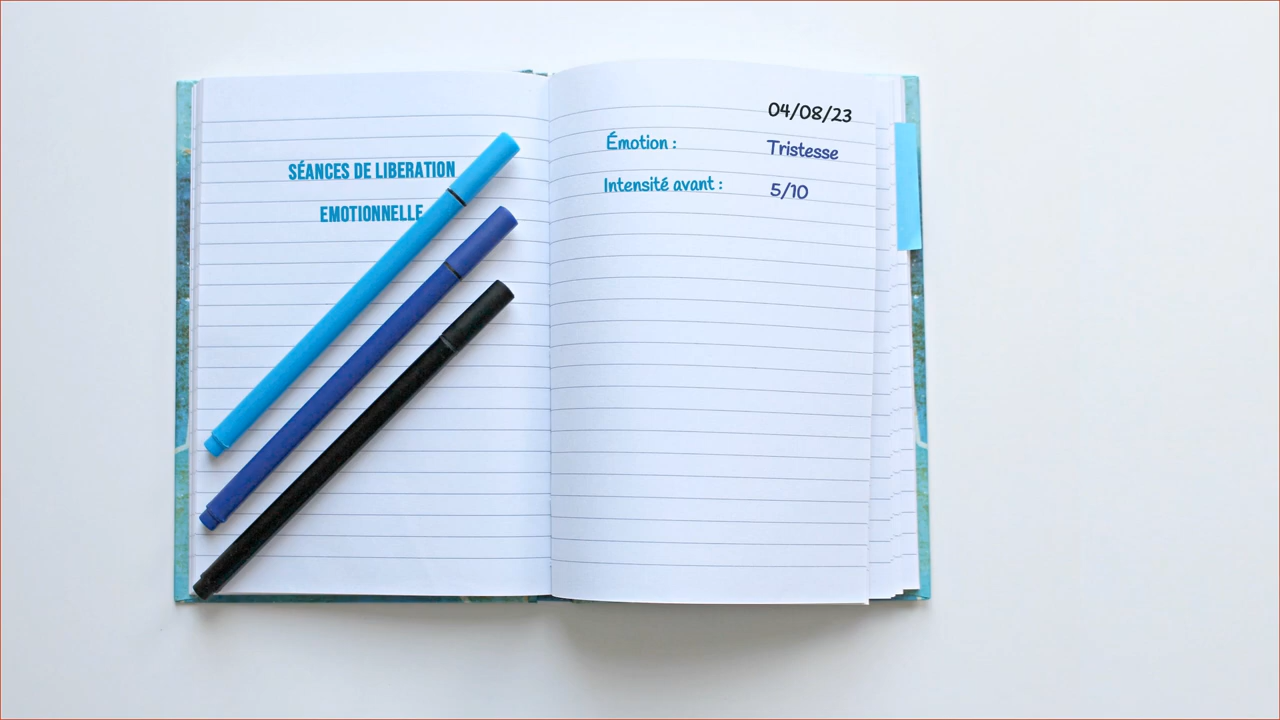 SÉANCES DE LIBERATION
EMOTIONNELLE
04/08/23
Émotion : Tristesse
Intensité avant : 5/10